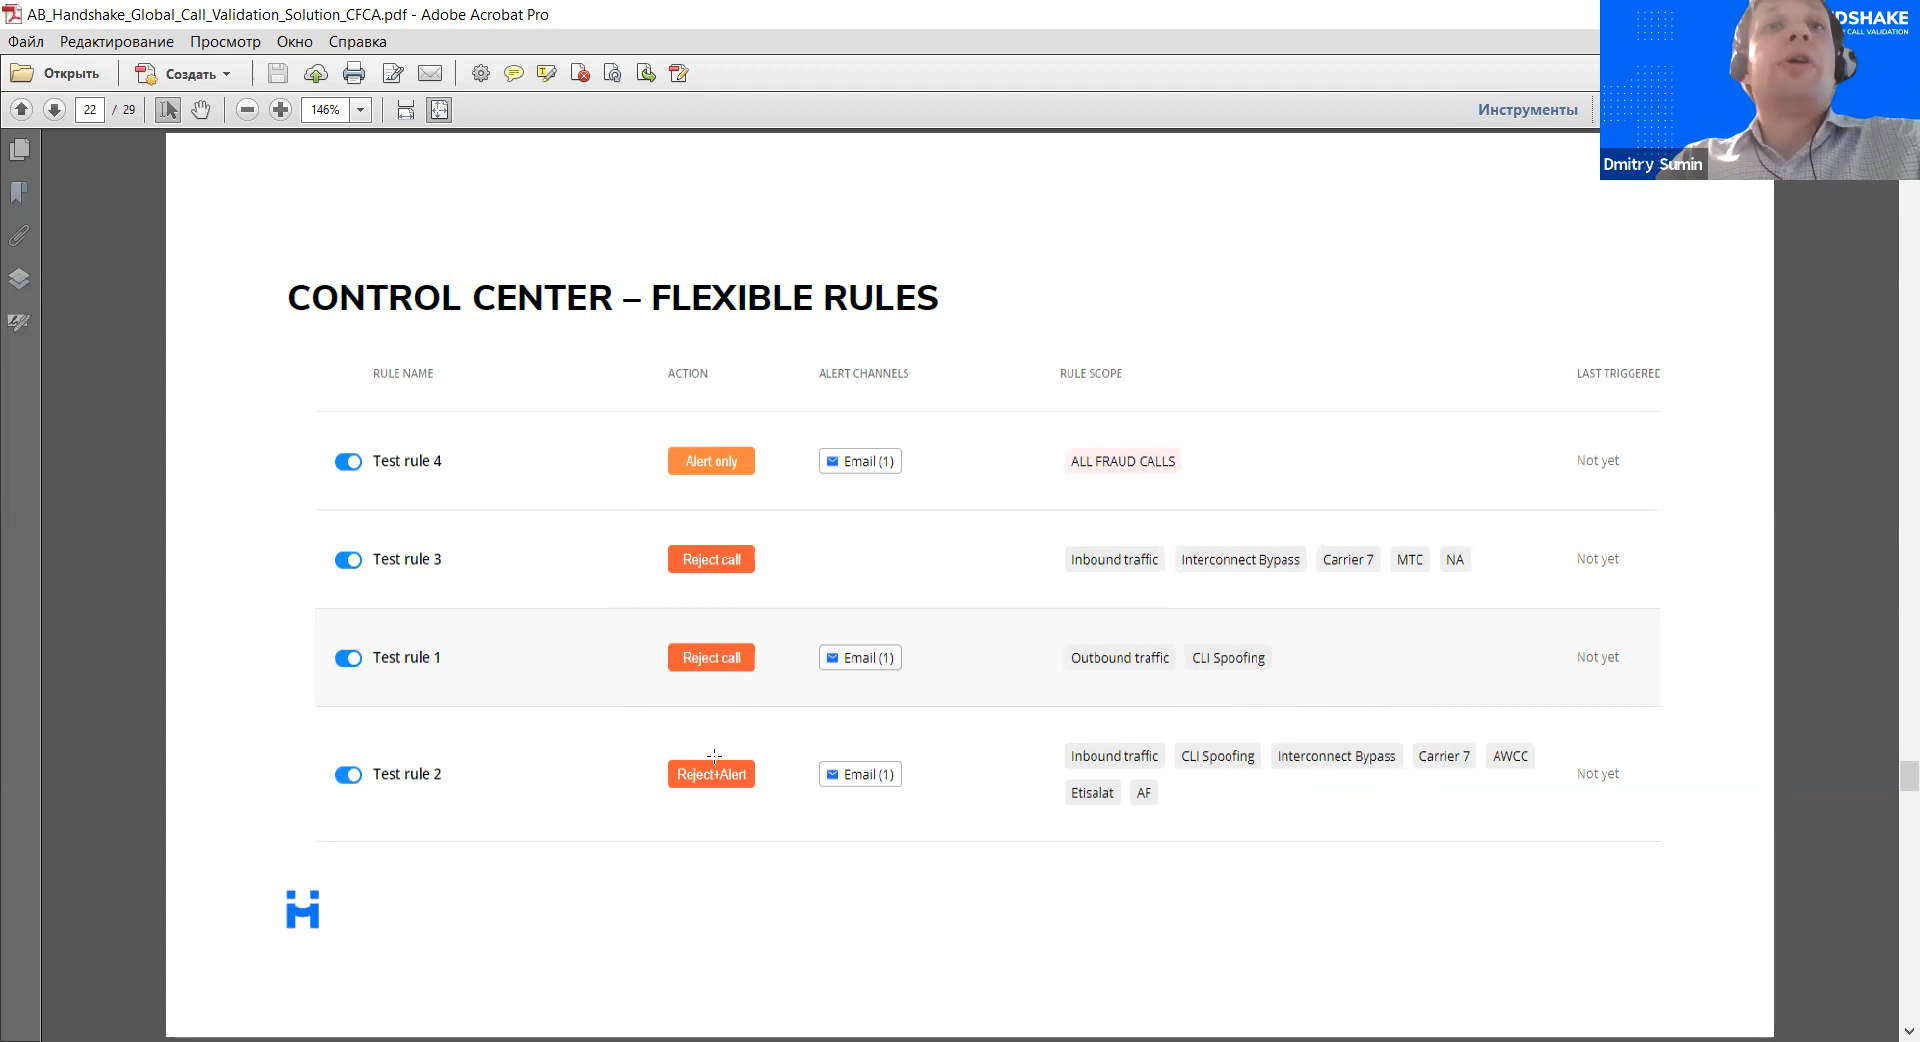 AB_Handshake_Global_Call_Validation_Solution_CFCA.pdf - Adobe Acrobat Pro
Файл Редактирование Просмотр Окно Справка
Открыть Создать
22 / 29 146% Инструменты
DSHAKE
CALL VALIDATION
Dmitry Sumin
CONTROL CENTER – FLEXIBLE RULES
RULE NAME ACTION ALERT CHANNELS RULE SCOPE LAST TRIGGERED
Test rule 4 Alert only Email (1) ALL FRAUD CALLS Not yet
Test rule 3 Reject call Inbound traffic Interconnect Bypass Carrier 7 MTC NA Not yet
Test rule 1 Reject call Email (1) Outbound traffic CLI Spoofing Not yet
Test rule 2 Reject+Alert Email (1) Inbound traffic CLI Spoofing Interconnect Bypass Carrier 7 AWCC Not yet
Etisalat AF